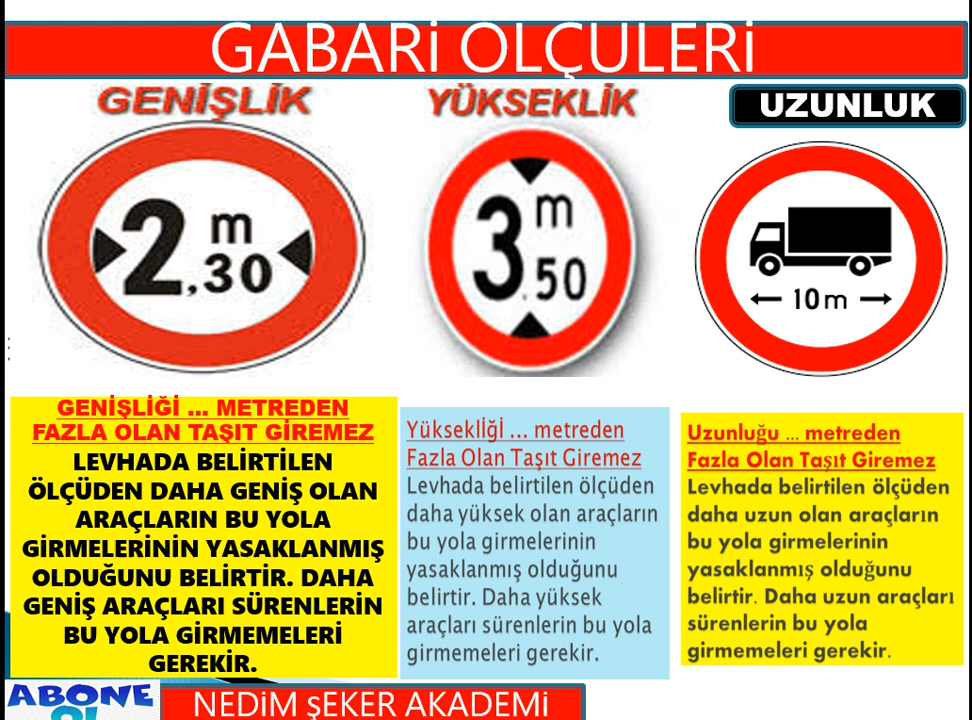 GABARİ ÖLÇÜLERİ
GENİŞLİK
YÜKSEKLİK
UZUNLUK
2,30 m
3.50 m
10m
GENİŞLİĞİ ... METREDEN
FAZLA OLAN TAŞIT GİREMEZ
LEVHADA BELİRTİLEN
ÖLÇÜDEN DAHA GENİŞ OLAN
ARAÇLARIN BU YOLA
GİRMELERİNİN YASAKLANMIŞ
OLDUĞUNU BELİRTİR. DAHA
GENİŞ ARAÇLARI SÜRENLERİN
BU YOLA GİRMEMELERİ
GEREKİR.
Yüksekliği ... metreden
Fazla Olan Taşıt Giremez
Levhada belirtilen ölçüden
daha yüksek olan araçların
bu yola girmelerinin
yasaklanmış olduğunu
belirtir. Daha yüksek
araçları sürenlerin bu yola
girmemeleri gerekir.
Uzunluğu ... metreden
Fazla Olan Taşıt Giremez
Levhada belirtilen ölçüden
daha uzun olan araçların
bu yola girmelerinin
yasaklanmış olduğunu
belirtir. Daha uzun araçları
sürenlerin bu yola
girmemeleri gerekir.
ABONE
OL
NEDİM ŞEKER AKADEMİ